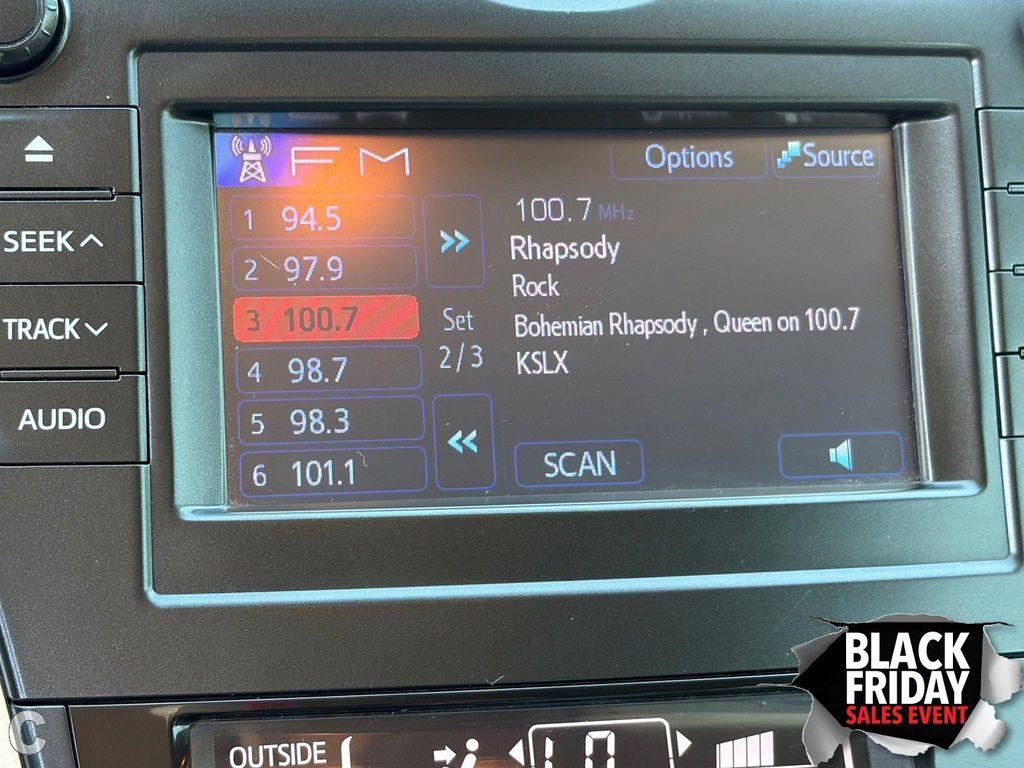 FM
Options
Source
1 94.5
2 97.9
3 100.7
4 98.7
5 98.3
6 101.1
>>
Set
2/3
<<
100.7 MHz
Rhapsody
Rock
Bohemian Rhapsody , Queen on 100.7
KSLX
SCAN
SEEK
TRACK
AUDIO
OUTSIDE
BLACK
FRIDAY
SALES EVENT
C